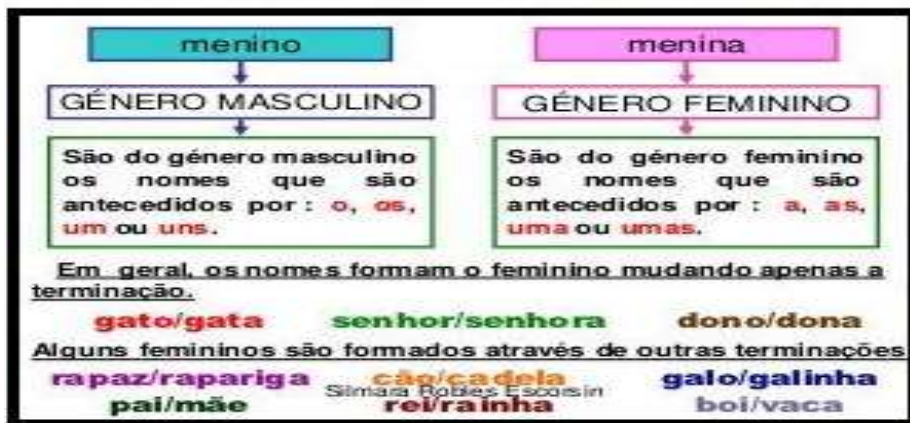 menino
menina
GÉNERO MASCULINO
GÉNERO FEMININO
São do género masculino
os nomes que são
antecedidos por : o, os,
um ou uns.
São do género feminino
os nomes que são
antecedidos por : a, as,
uma ou umas.
Em geral, os nomes formam o feminino mudando apenas a
terminação.
gato/gata senhor/senhora dono/dona
Alguns femininos são formados através de outras terminações
rapaz/rapariga cão/cadela galo/galinha
Silmara Robles Escorsin
pai/mãe rei/rainha boi/vaca